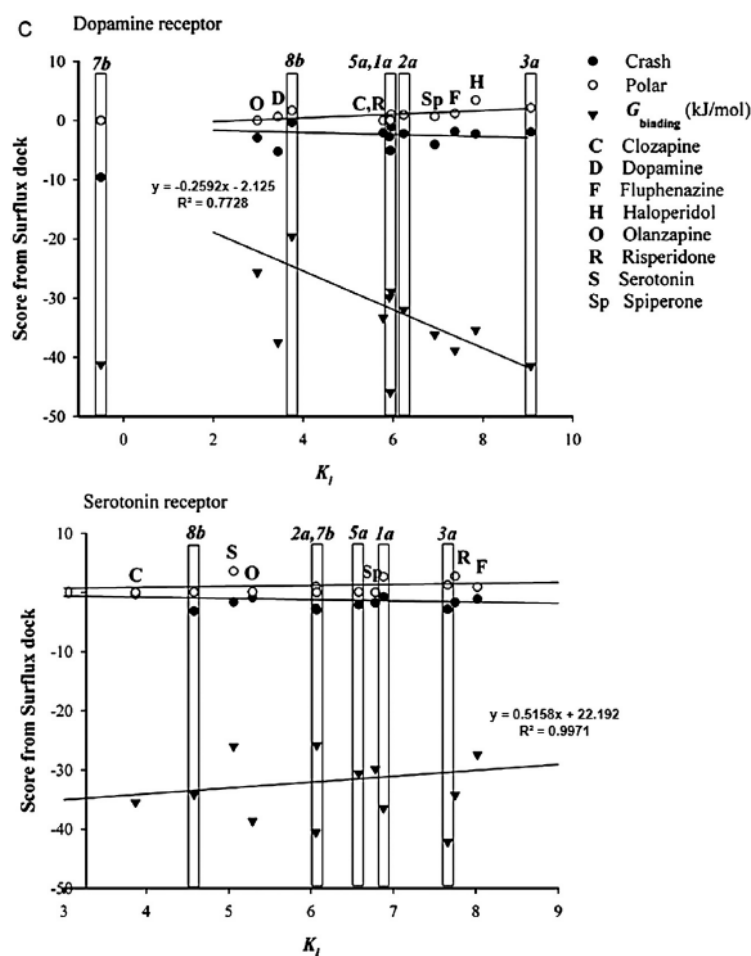 C
Dopamine receptor
7b
8b
5a,1a
2a
3a
O
D
C,R
Sp
F
H
10
0
-10
-20
-30
-40
-50
y = -0.2592x - 2.125
R² = 0.7728
Score from Surflux dock
0
2
4
6
8
10
K_i
Crash
Polar
G_binding (kJ/mol)
C Clozapine
D Dopamine
F Fluphenazine
H Haloperidol
O Olanzapine
R Risperidone
S Serotonin
Sp Spiperone
Serotonin receptor
8b
2a,7b
5a
1a
3a
C
S
O
Sp
R
F
10
0
-10
-20
-30
-40
-50
y = 0.5158x + 22.192
R² = 0.9971
Score from Surflux dock
3
4
5
6
7
8
9
K_i